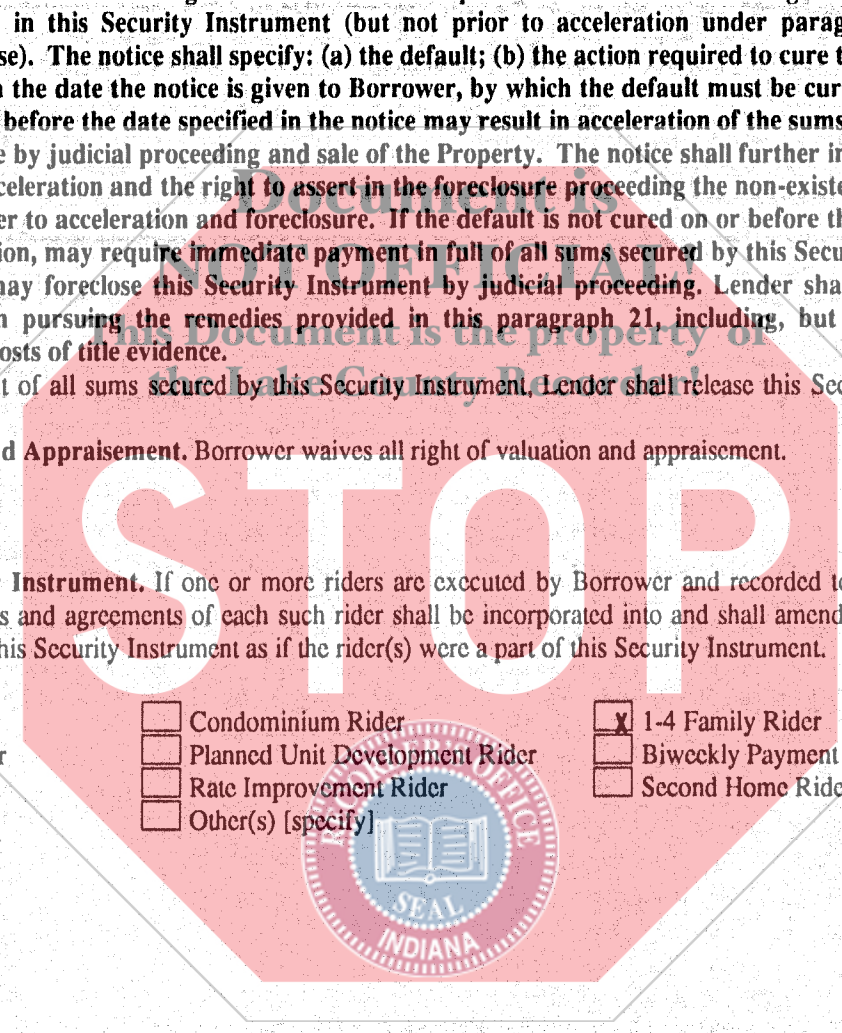 in this Security Instrument (but not prior to acceleration under parag
se). The notice shall specify: (a) the default; (b) the action required to cure t
the date the notice is given to Borrower, by which the default must be cur
before the date specified in the notice may result in acceleration of the sums
e by judicial proceeding and sale of the Property. The notice shall further in
celeration and the right to assert in the foreclosure proceeding the non-existe
er to acceleration and foreclosure. If the default is not cured on or before th
ion, may require immediate payment in full of all sums secured by this Secu
may foreclose this Security Instrument by judicial proceeding. Lender sha
n pursuing the remedies provided in this paragraph 21, including, but
osts of title evidence.
t of all sums secured by this Security Instrument, Lender shall release this Sec
d Appraisement. Borrower waives all right of valuation and appraisement.
Instrument. If one or more riders are executed by Borrower and recorded to
s and agreements of each such rider shall be incorporated into and shall amend
his Security Instrument as if the rider(s) were a part of this Security Instrument.
Condominium Rider
X 1-4 Family Rider
r
Planned Unit Development Rider
Biweekly Payment
Rate Improvement Rider
Second Home Ride
Other(s) [specify]
Document is
NOT OFFICIAL!
This Document is the property of
the Lake County Recorder!
STOP
RECORDER'S OFFICE
SEAL
INDIANA